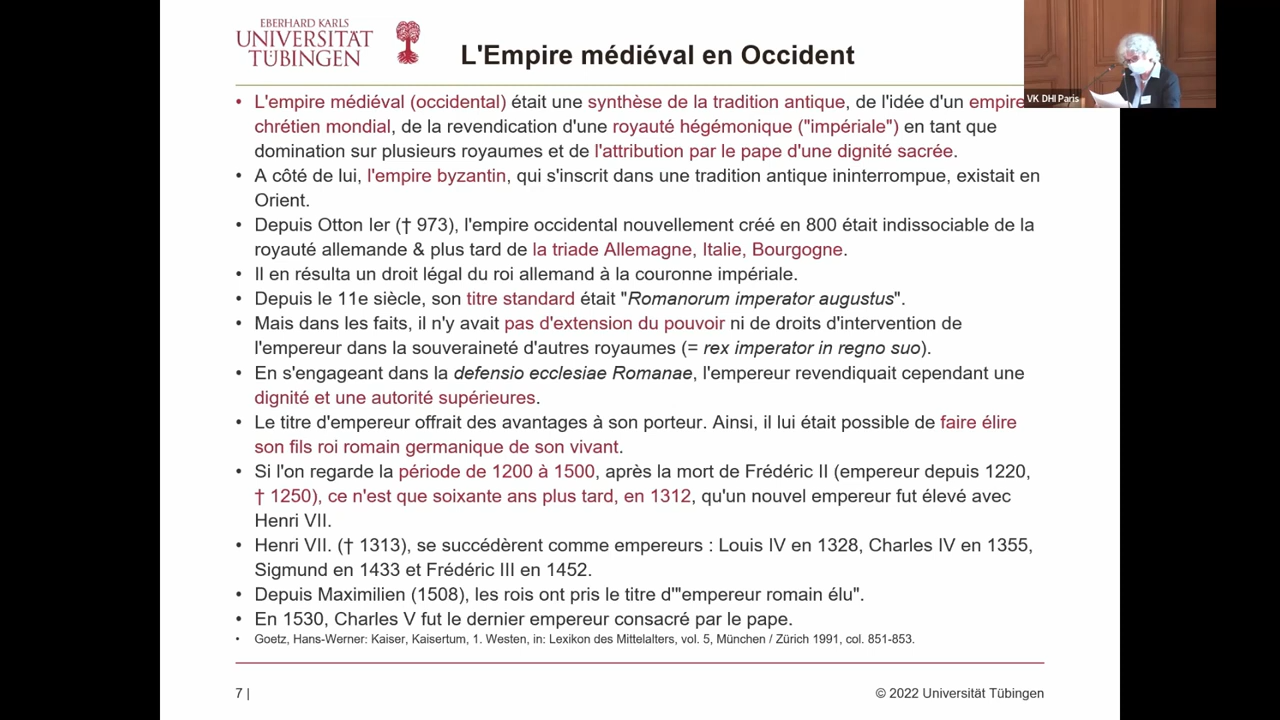 EBERHARD KARLS
UNIVERSITÄT
TÜBINGEN
L'Empire médiéval en Occident
VK DHI Paris
• L'empire médiéval (occidental) était une synthèse de la tradition antique, de l'idée d'un empire
chrétien mondial, de la revendication d'une royauté hégémonique ("impériale") en tant que
domination sur plusieurs royaumes et de l'attribution par le pape d'une dignité sacrée.
• A côté de lui, l'empire byzantin, qui s'inscrit dans une tradition antique ininterrompue, existait en
Orient.
• Depuis Otton Ier († 973), l'empire occidental nouvellement créé en 800 était indissociable de la
royauté allemande & plus tard de la triade Allemagne, Italie, Bourgogne.
• Il en résulta un droit légal du roi allemand à la couronne impériale.
• Depuis le 11e siècle, son titre standard était "Romanorum imperator augustus".
• Mais dans les faits, il n'y avait pas d'extension du pouvoir ni de droits d'intervention de
l'empereur dans la souveraineté d'autres royaumes (= rex imperator in regno suo).
• En s'engageant dans la defensio ecclesiae Romanae, l'empereur revendiquait cependant une
dignité et une autorité supérieures.
• Le titre d'empereur offrait des avantages à son porteur. Ainsi, il lui était possible de faire élire
son fils roi romain germanique de son vivant.
• Si l'on regarde la période de 1200 à 1500, après la mort de Frédéric II (empereur depuis 1220,
† 1250), ce n'est que soixante ans plus tard, en 1312, qu'un nouvel empereur fut élevé avec
Henri VII.
• Henri VII. († 1313), se succédèrent comme empereurs : Louis IV en 1328, Charles IV en 1355,
Sigmund en 1433 et Frédéric III en 1452.
• Depuis Maximilien (1508), les rois ont pris le titre d'"empereur romain élu".
• En 1530, Charles V fut le dernier empereur consacré par le pape.
• Goetz, Hans-Werner: Kaiser, Kaisertum, 1. Westen, in: Lexikon des Mittelalters, vol. 5, München / Zürich 1991, col. 851-853.
7 |
© 2022 Universität Tübingen